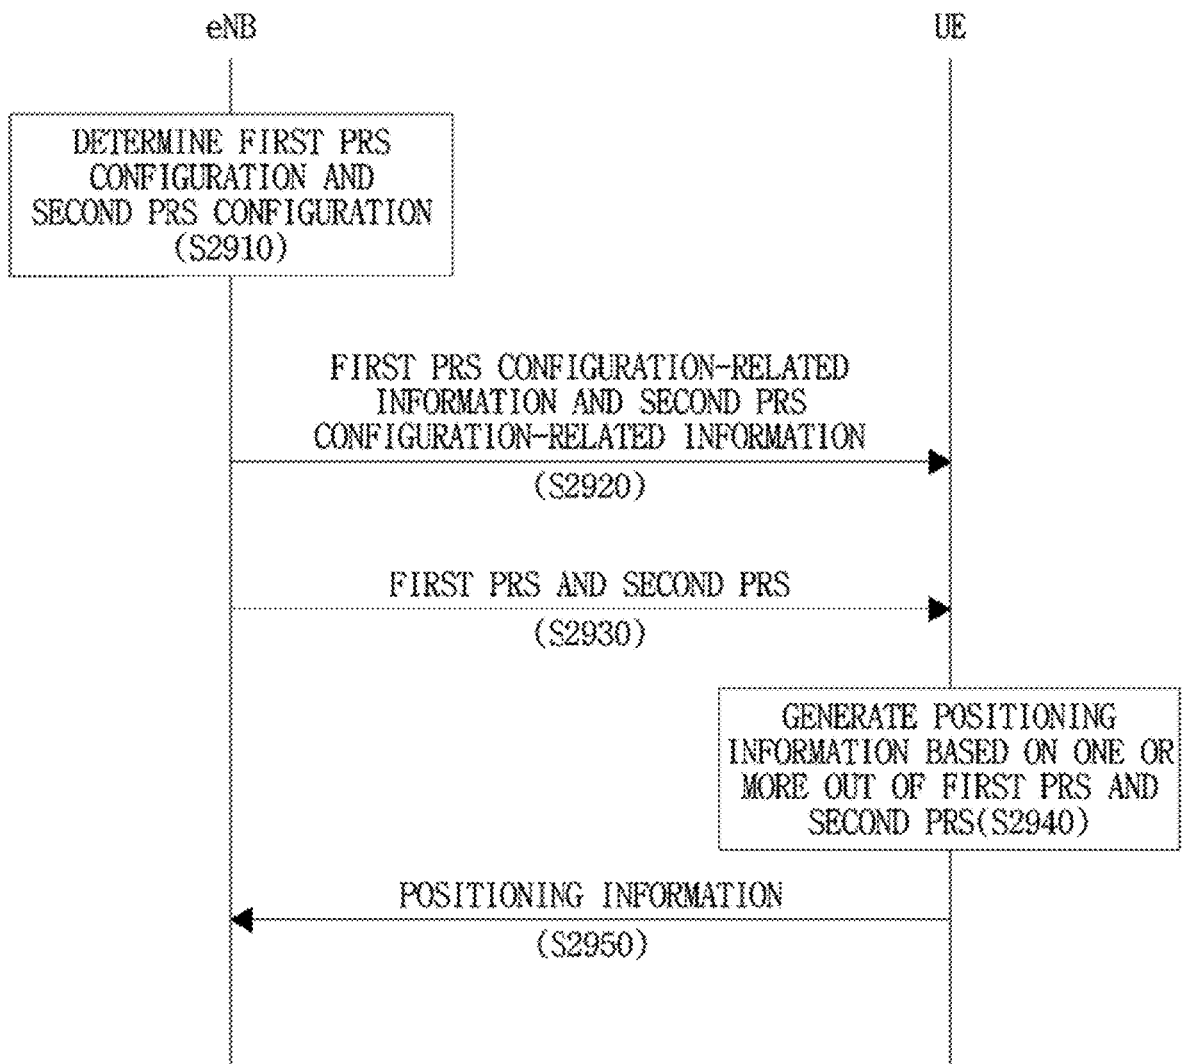 eNB
UE
DETERMINE FIRST PRS
CONFIGURATION AND
SECOND PRS CONFIGURATION
(S2910)
FIRST PRS CONFIGURATION-RELATED
INFORMATION AND SECOND PRS
CONFIGURATION-RELATED INFORMATION
(S2920)
FIRST PRS AND SECOND PRS
(S2930)
GENERATE POSITIONING
INFORMATION BASED ON ONE OR
MORE OUT OF FIRST PRS AND
SECOND PRS(S2940)
POSITIONING INFORMATION
(S2950)